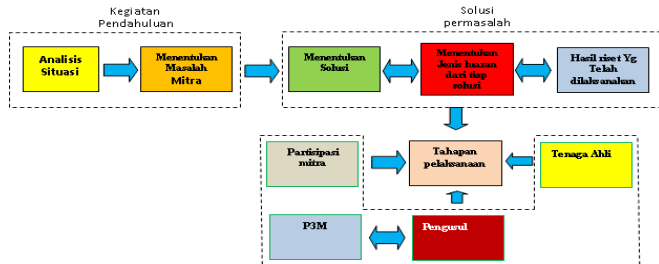 Kegiatan
Pendahuluan
Solusi
permasalah
Analisis
Situasi
Menentukan
Masalah
Mitra
Menentukan
Solusi
Menentukan
Jenis luaran
dari tiap
solusi
Hasil riset Yg
Telah
dilaksanakan
Partisipasi
mitra
Tahapan
pelaksanaan
Tenaga Ahli
P3M
Pengusul